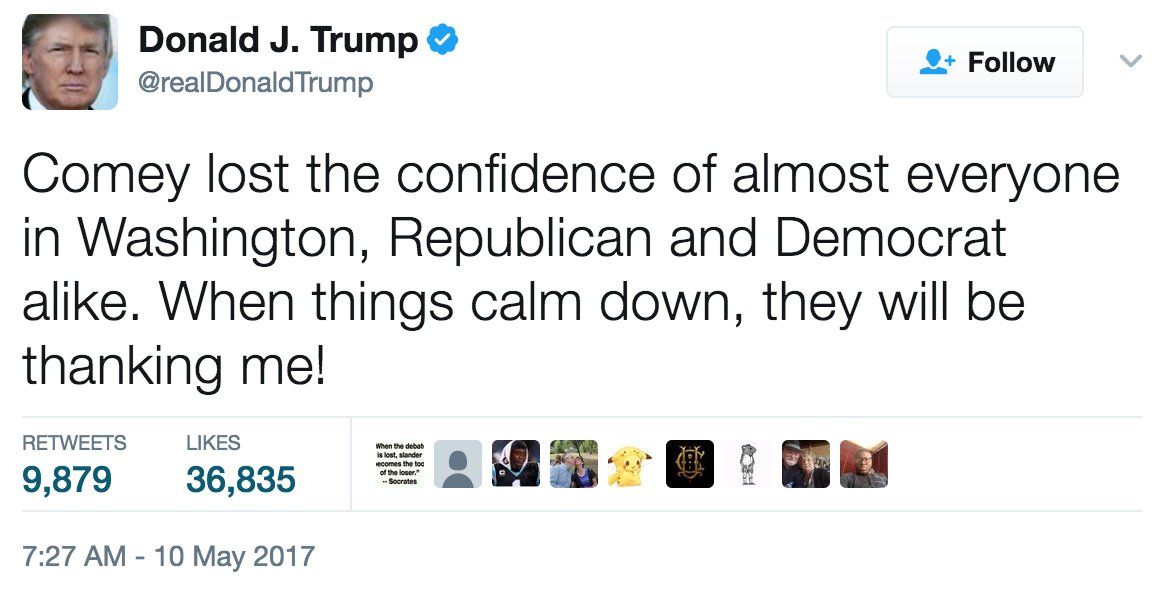 Donald J. Trump
@realDonaldTrump
Follow
Comey lost the confidence of almost everyone
in Washington, Republican and Democrat
alike. When things calm down, they will be
thanking me!
RETWEETS LIKES
9,879 36,835
When the debate
is lost, slander
becomes the too
of the loser."
-- Socrates
7:27 AM - 10 May 2017